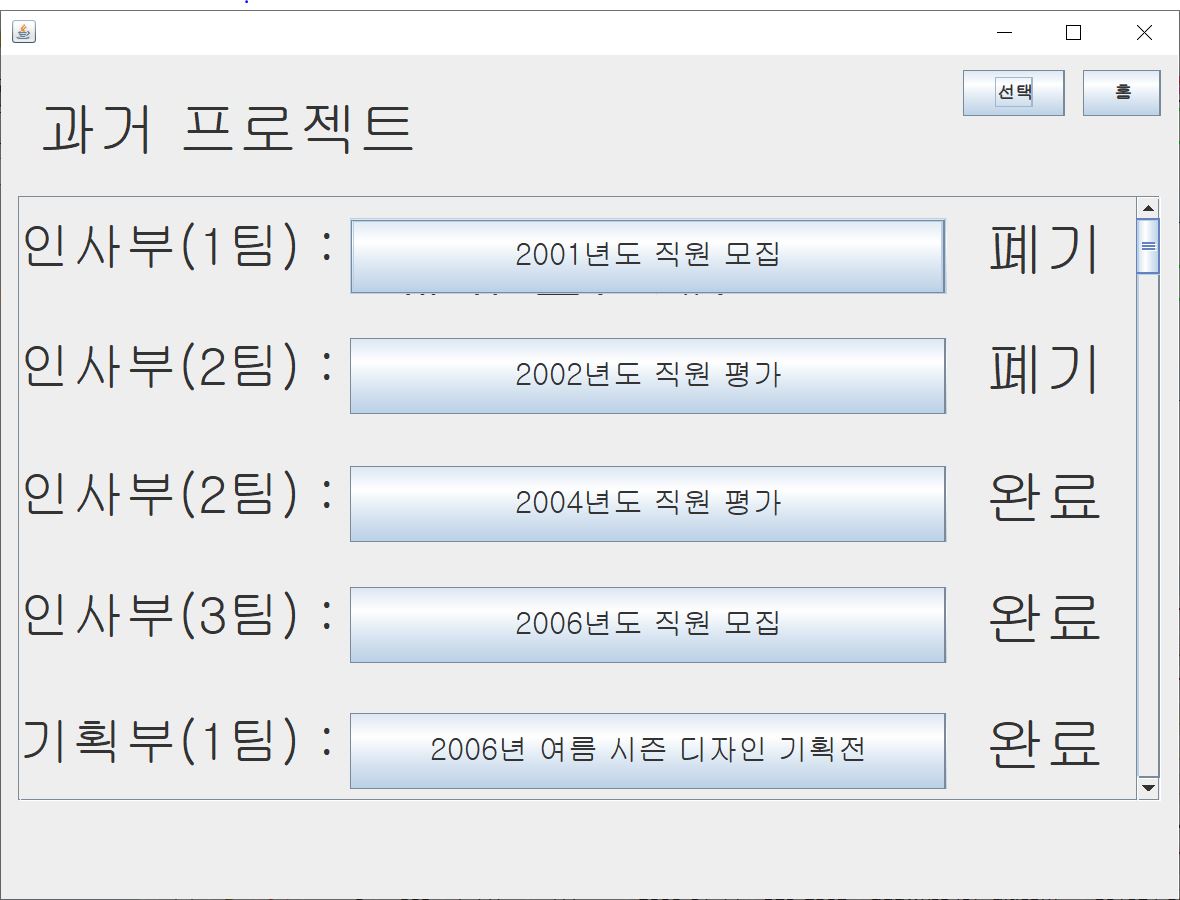 선택 홈
과거 프로젝트
인사부(1팀) : 2001년도 직원 모집 폐기
인사부(2팀) : 2002년도 직원 평가 폐기
인사부(2팀) : 2004년도 직원 평가 완료
인사부(3팀) : 2006년도 직원 모집 완료
기획부(1팀) : 2006년 여름 시즌 디자인 기획전 완료